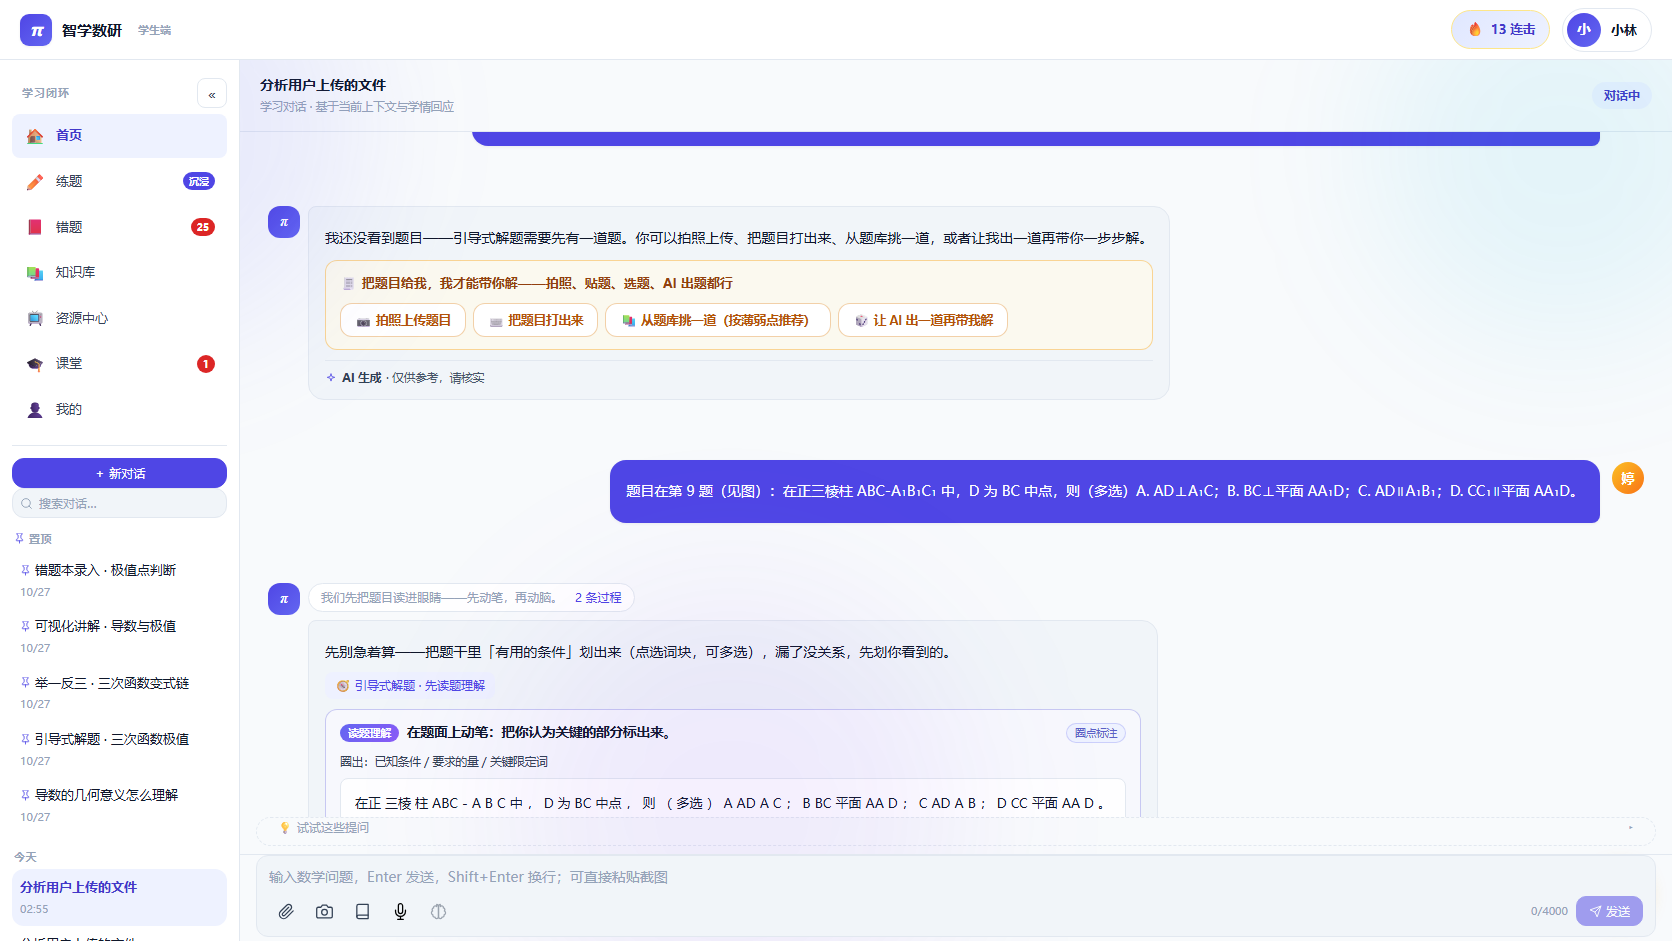 π 智学数研 学生端
13 连击
小 小林
学习闭环 «
首页
练题 沉浸
错题 25
知识库
资源中心
课堂 1
我的
+ 新对话
搜索对话...
置顶
错题本录入 · 极值点判断
10/27
可视化讲解 · 导数与极值
10/27
举一反三 · 三次函数变式链
10/27
引导式解题 · 三次函数极值
10/27
导数的几何意义怎么理解
10/27
今天
分析用户上传的文件
02:55
分析用户上传的文件
学习对话 · 基于当前上下文与学情回应
对话中
π
我还没看到题目——引导式解题需要先有一道题。你可以拍照上传、把题目打出来、从题库挑一道，或者让我出一道再带你一步步解。
把题目给我，我才能带你解——拍照、贴题、选题、AI 出题都行
拍照上传题目 把题目打出来 从题库挑一道（按薄弱点推荐） 让 AI 出一道再带我解
AI 生成 · 仅供参考，请核实
题目在第 9 题（见图）：在正三棱柱 ABC-A₁B₁C₁ 中，D 为 BC 中点，则（多选）A. AD⊥A₁C；B. BC⊥平面 AA₁D；C. AD∥A₁B₁；D. CC₁∥平面 AA₁D。
婷
π
我们先把题目读进眼睛——先动笔，再动脑。 2 条过程
先别急着算——把题干里「有用的条件」划出来（点选词块，可多选），漏了没关系，先划你看到的。
引导式解题 · 先读题理解
读题理解 在题面上动笔：把你认为关键的部分标出来。 圈点标注
圈出：已知条件 / 要求的量 / 关键限定词
在正 三棱 柱 ABC - A B C 中 ， D 为 BC 中点 ， 则 （ 多选 ） A AD A C ； B BC 平面 AA D ； C AD A B ； D CC 平面 AA D 。
试试这些提问
输入数学问题，Enter 发送，Shift+Enter 换行；可直接粘贴截图
0/4000 发送